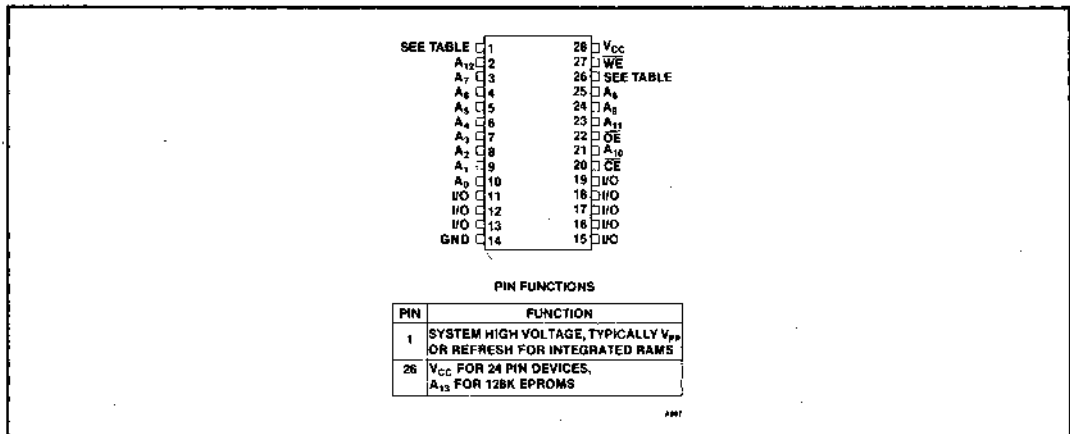 SEE TABLE 1 28 VCC
A12 2 27 WE
A7 3 26 SEE TABLE
A6 4 25 A9
A5 5 24 A8
A4 6 23 A11
A3 7 22 OE
A2 8 21 A10
A1 9 20 CE
A0 10 19 I/O
I/O 11 18 I/O
I/O 12 17 I/O
I/O 13 16 I/O
GND 14 15 I/O
PIN FUNCTIONS
PIN FUNCTION
1 SYSTEM HIGH VOLTAGE, TYPICALLY VPP
OR REFRESH FOR INTEGRATED RAMS
26 VCC FOR 24 PIN DEVICES,
A13 FOR 128K EPROMS